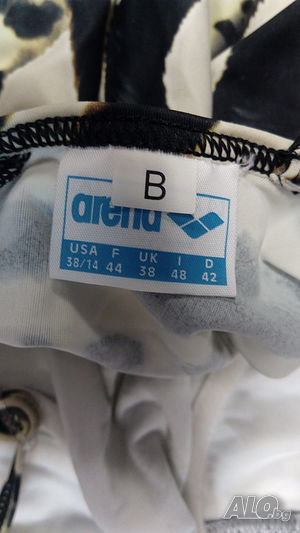 B
arena
USA F UK I D
38/14 44 38 48 42
ALO.bg